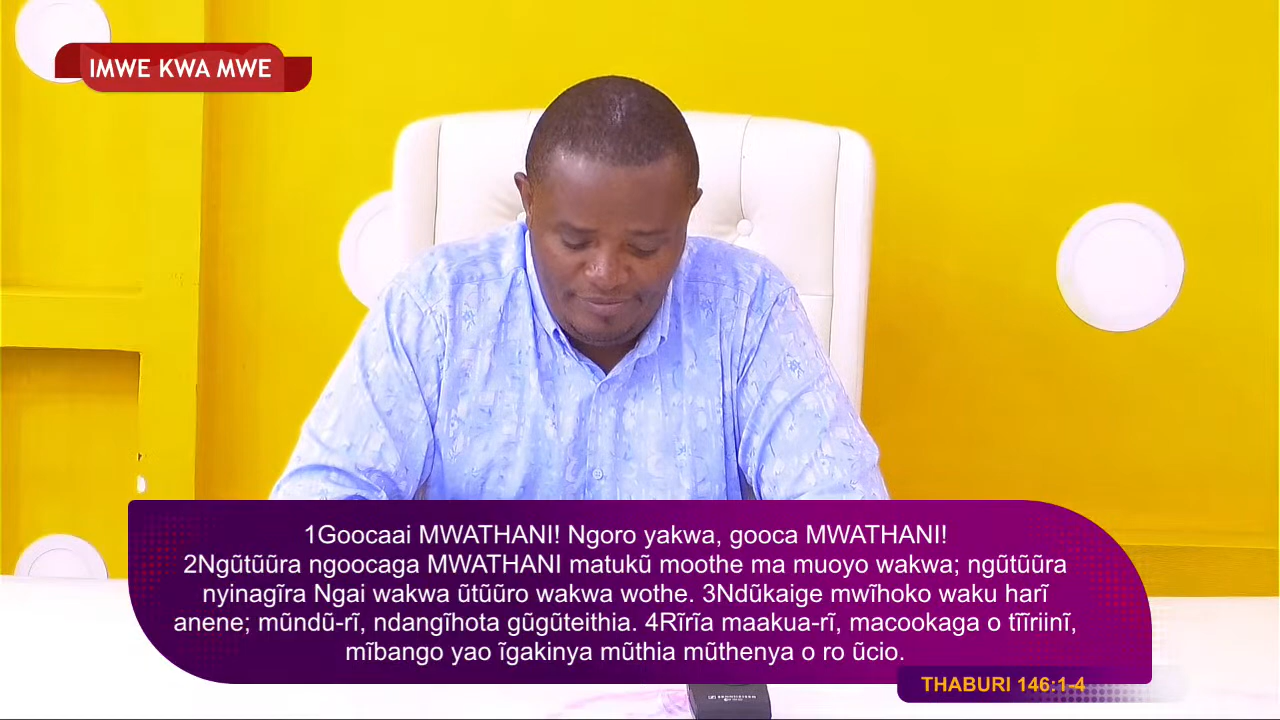 IMWE KWA MWE
1Goocaai MWATHANI! Ngoro yakwa, gooca MWATHANI!
2Ngũtũũra ngoocaga MWATHANI matukũ moothe ma muoyo wakwa; ngũtũũra
nyinagĩra Ngai wakwa ũtũũro wakwa wothe. 3Ndũkaige mwĩhoko waku harĩ
anene; mũndũ-rĩ, ndangĩhota gũgũteithia. 4Rĩrĩa maakua-rĩ, macookaga o tĩĩriinĩ,
mĩbango yao ĩgakinya mũthia mũthenya o ro ũcio.
THABURI 146:1-4